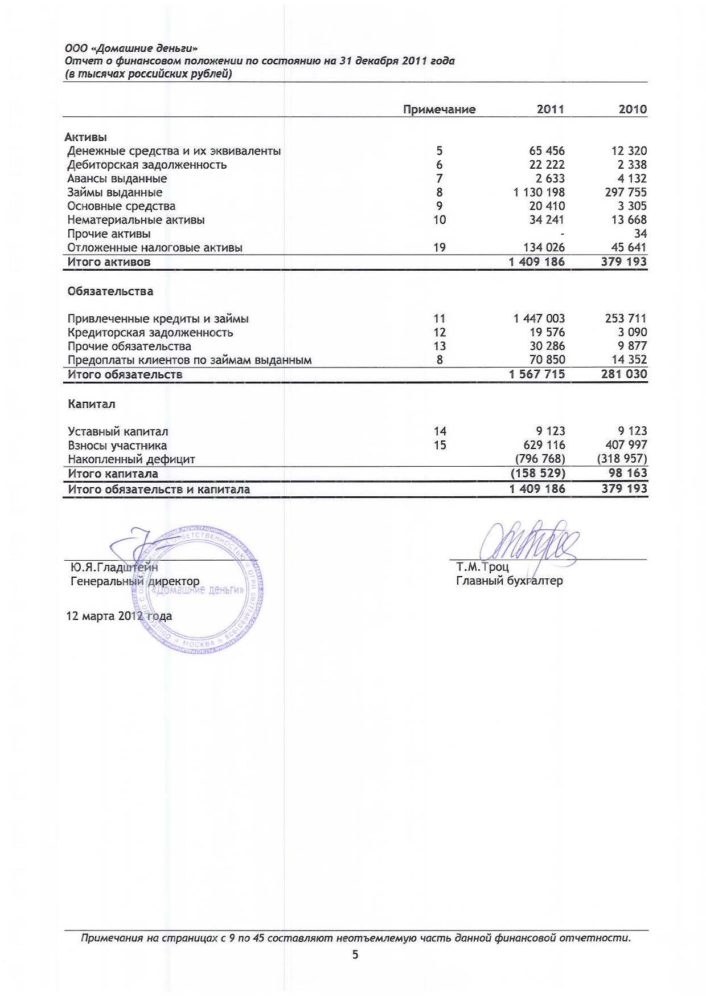 ООО «Домашние деньги»
Отчет о финансовом положении по состоянию на 31 декабря 2011 года
(в тысячах российских рублей)
Примечание 2011 2010
Активы
Денежные средства и их эквиваленты 5 65 456 12 320
Дебиторская задолженность 6 22 222 2 338
Авансы выданные 7 2 633 4 132
Займы выданные 8 1 130 198 297 755
Основные средства 9 20 410 3 305
Нематериальные активы 10 34 241 13 668
Прочие активы - 34
Отложенные налоговые активы 19 134 026 45 641
Итого активов 1 409 186 379 193
Обязательства
Привлеченные кредиты и займы 11 1 447 003 253 711
Кредиторская задолженность 12 19 576 3 090
Прочие обязательства 13 30 286 9 877
Предоплаты клиентов по займам выданным 8 70 850 14 352
Итого обязательств 1 567 715 281 030
Капитал
Уставный капитал 14 9 123 9 123
Взносы участника 15 629 116 407 997
Накопленный дефицит (796 768) (318 957)
Итого капитала (158 529) 98 163
Итого обязательств и капитала 1 409 186 379 193
Ю.Я.Гладштейн Т.М.Троц
Генеральный директор Главный бухгалтер
«Домашние деньги»
12 марта 2012 года
МОСКВА
Примечания на страницах с 9 по 45 составляют неотъемлемую часть данной финансовой отчетности.
5